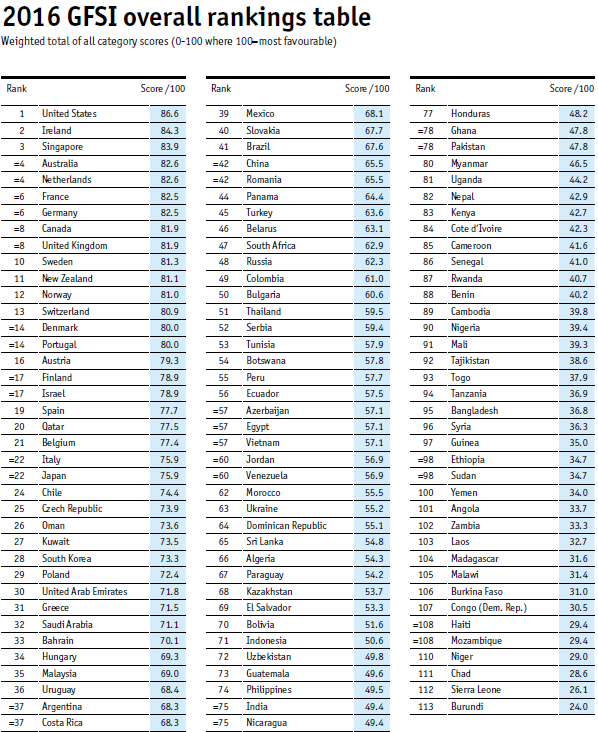 2016 GFSI overall rankings table
Weighted total of all category scores (0-100 where 100=most favourable)
Rank Score /100
1 United States 86.6
2 Ireland 84.3
3 Singapore 83.9
=4 Australia 82.6
=4 Netherlands 82.6
=6 France 82.5
=6 Germany 82.5
=8 Canada 81.9
=8 United Kingdom 81.9
10 Sweden 81.3
11 New Zealand 81.1
12 Norway 81.0
13 Switzerland 80.9
=14 Denmark 80.0
=14 Portugal 80.0
16 Austria 79.3
=17 Finland 78.9
=17 Israel 78.9
19 Spain 77.7
20 Qatar 77.5
21 Belgium 77.4
=22 Italy 75.9
=22 Japan 75.9
24 Chile 74.4
25 Czech Republic 73.9
26 Oman 73.6
27 Kuwait 73.5
28 South Korea 73.3
29 Poland 72.4
30 United Arab Emirates 71.8
31 Greece 71.5
32 Saudi Arabia 71.1
33 Bahrain 70.1
34 Hungary 69.3
35 Malaysia 69.0
36 Uruguay 68.4
=37 Argentina 68.3
=37 Costa Rica 68.3
Rank Score /100
39 Mexico 68.1
40 Slovakia 67.7
41 Brazil 67.6
=42 China 65.5
=42 Romania 65.5
44 Panama 64.4
45 Turkey 63.6
46 Belarus 63.1
47 South Africa 62.9
48 Russia 62.3
49 Colombia 61.0
50 Bulgaria 60.6
51 Thailand 59.5
52 Serbia 59.4
53 Tunisia 57.9
54 Botswana 57.8
55 Peru 57.7
56 Ecuador 57.5
=57 Azerbaijan 57.1
=57 Egypt 57.1
=57 Vietnam 57.1
=60 Jordan 56.9
=60 Venezuela 56.9
62 Morocco 55.5
63 Ukraine 55.2
64 Dominican Republic 55.1
65 Sri Lanka 54.8
66 Algeria 54.3
67 Paraguay 54.2
68 Kazakhstan 53.7
69 El Salvador 53.3
70 Bolivia 51.6
71 Indonesia 50.6
72 Uzbekistan 49.8
73 Guatemala 49.6
74 Philippines 49.5
=75 India 49.4
=75 Nicaragua 49.4
Rank Score /100
77 Honduras 48.2
=78 Ghana 47.8
=78 Pakistan 47.8
80 Myanmar 46.5
81 Uganda 44.2
82 Nepal 42.9
83 Kenya 42.7
84 Cote d'Ivoire 42.3
85 Cameroon 41.6
86 Senegal 41.0
87 Rwanda 40.7
88 Benin 40.2
89 Cambodia 39.8
90 Nigeria 39.4
91 Mali 39.3
92 Tajikistan 38.6
93 Togo 37.9
94 Tanzania 36.9
95 Bangladesh 36.8
96 Syria 36.3
97 Guinea 35.0
=98 Ethiopia 34.7
=98 Sudan 34.7
100 Yemen 34.0
101 Angola 33.7
102 Zambia 33.3
103 Laos 32.7
104 Madagascar 31.6
105 Malawi 31.4
106 Burkina Faso 31.0
107 Congo (Dem. Rep.) 30.5
=108 Haiti 29.4
=108 Mozambique 29.4
110 Niger 29.0
111 Chad 28.6
112 Sierra Leone 26.1
113 Burundi 24.0